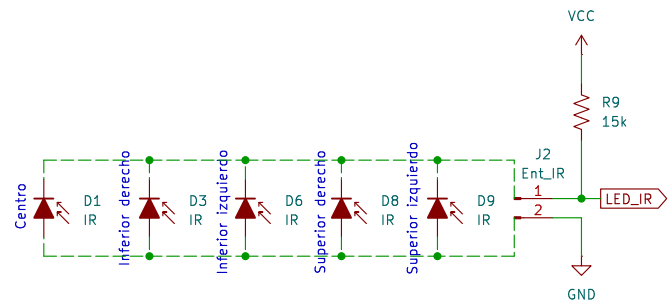 VCC
R9
15k
J2
Ent_IR
1
2
LED_IR
GND
Centro
D1
IR
Inferior derecho
D3
IR
Inferior izquierdo
D6
IR
Superior derecho
D8
IR
Superior izquierdo
D9
IR